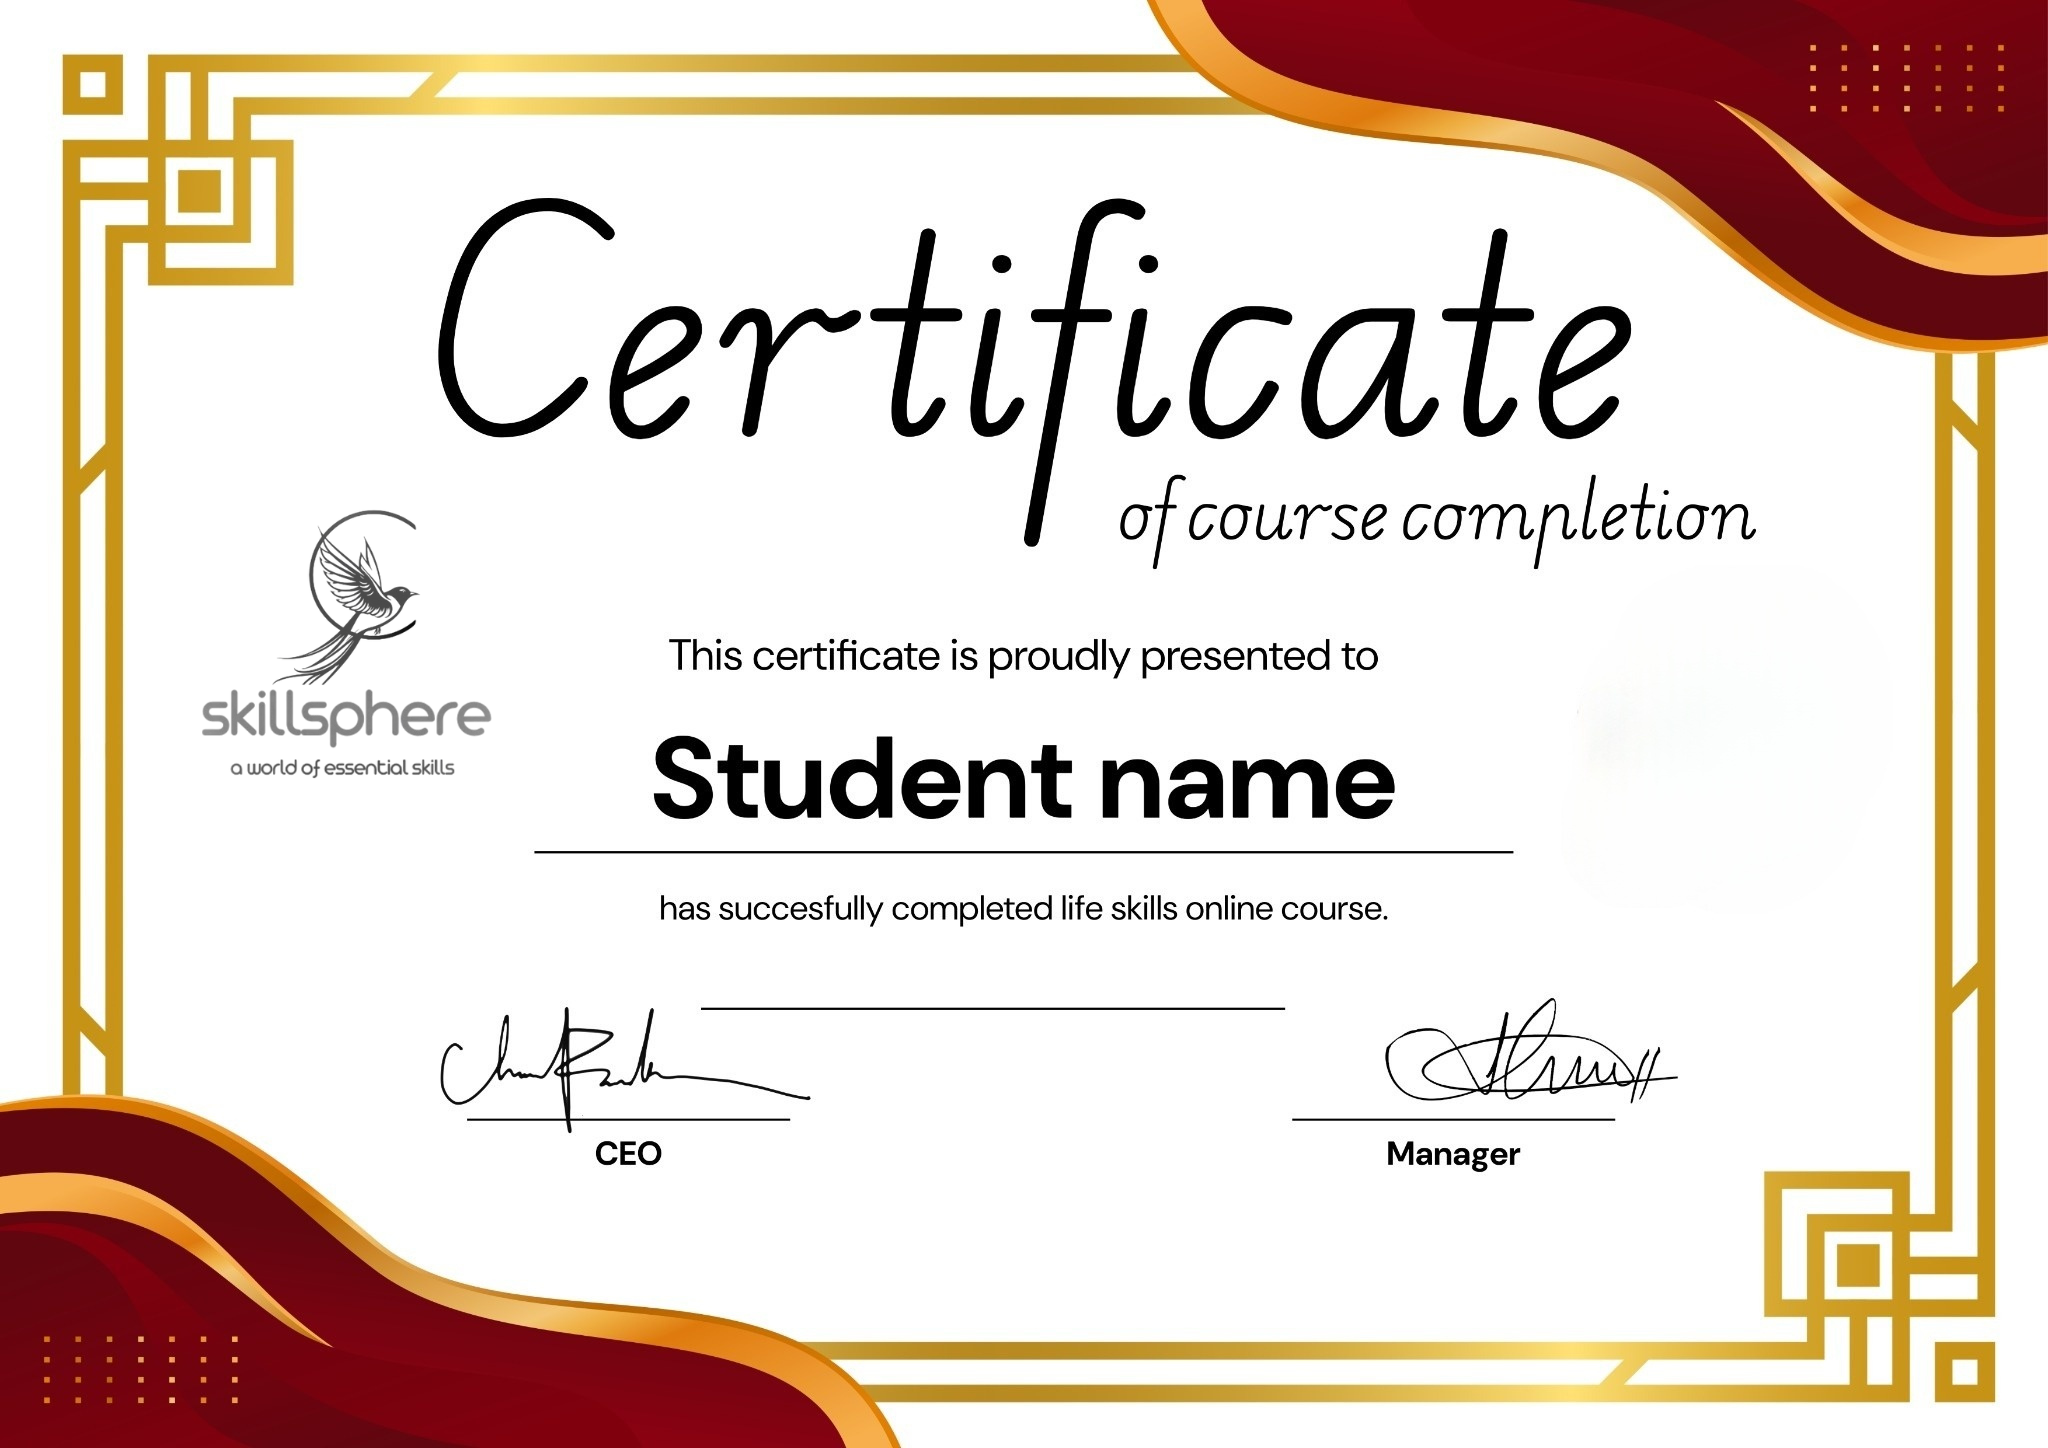 Certificate
of course completion
skillsphere
a world of essential skills
This certificate is proudly presented to
Student name
has succesfully completed life skills online course.
CEO
Manager